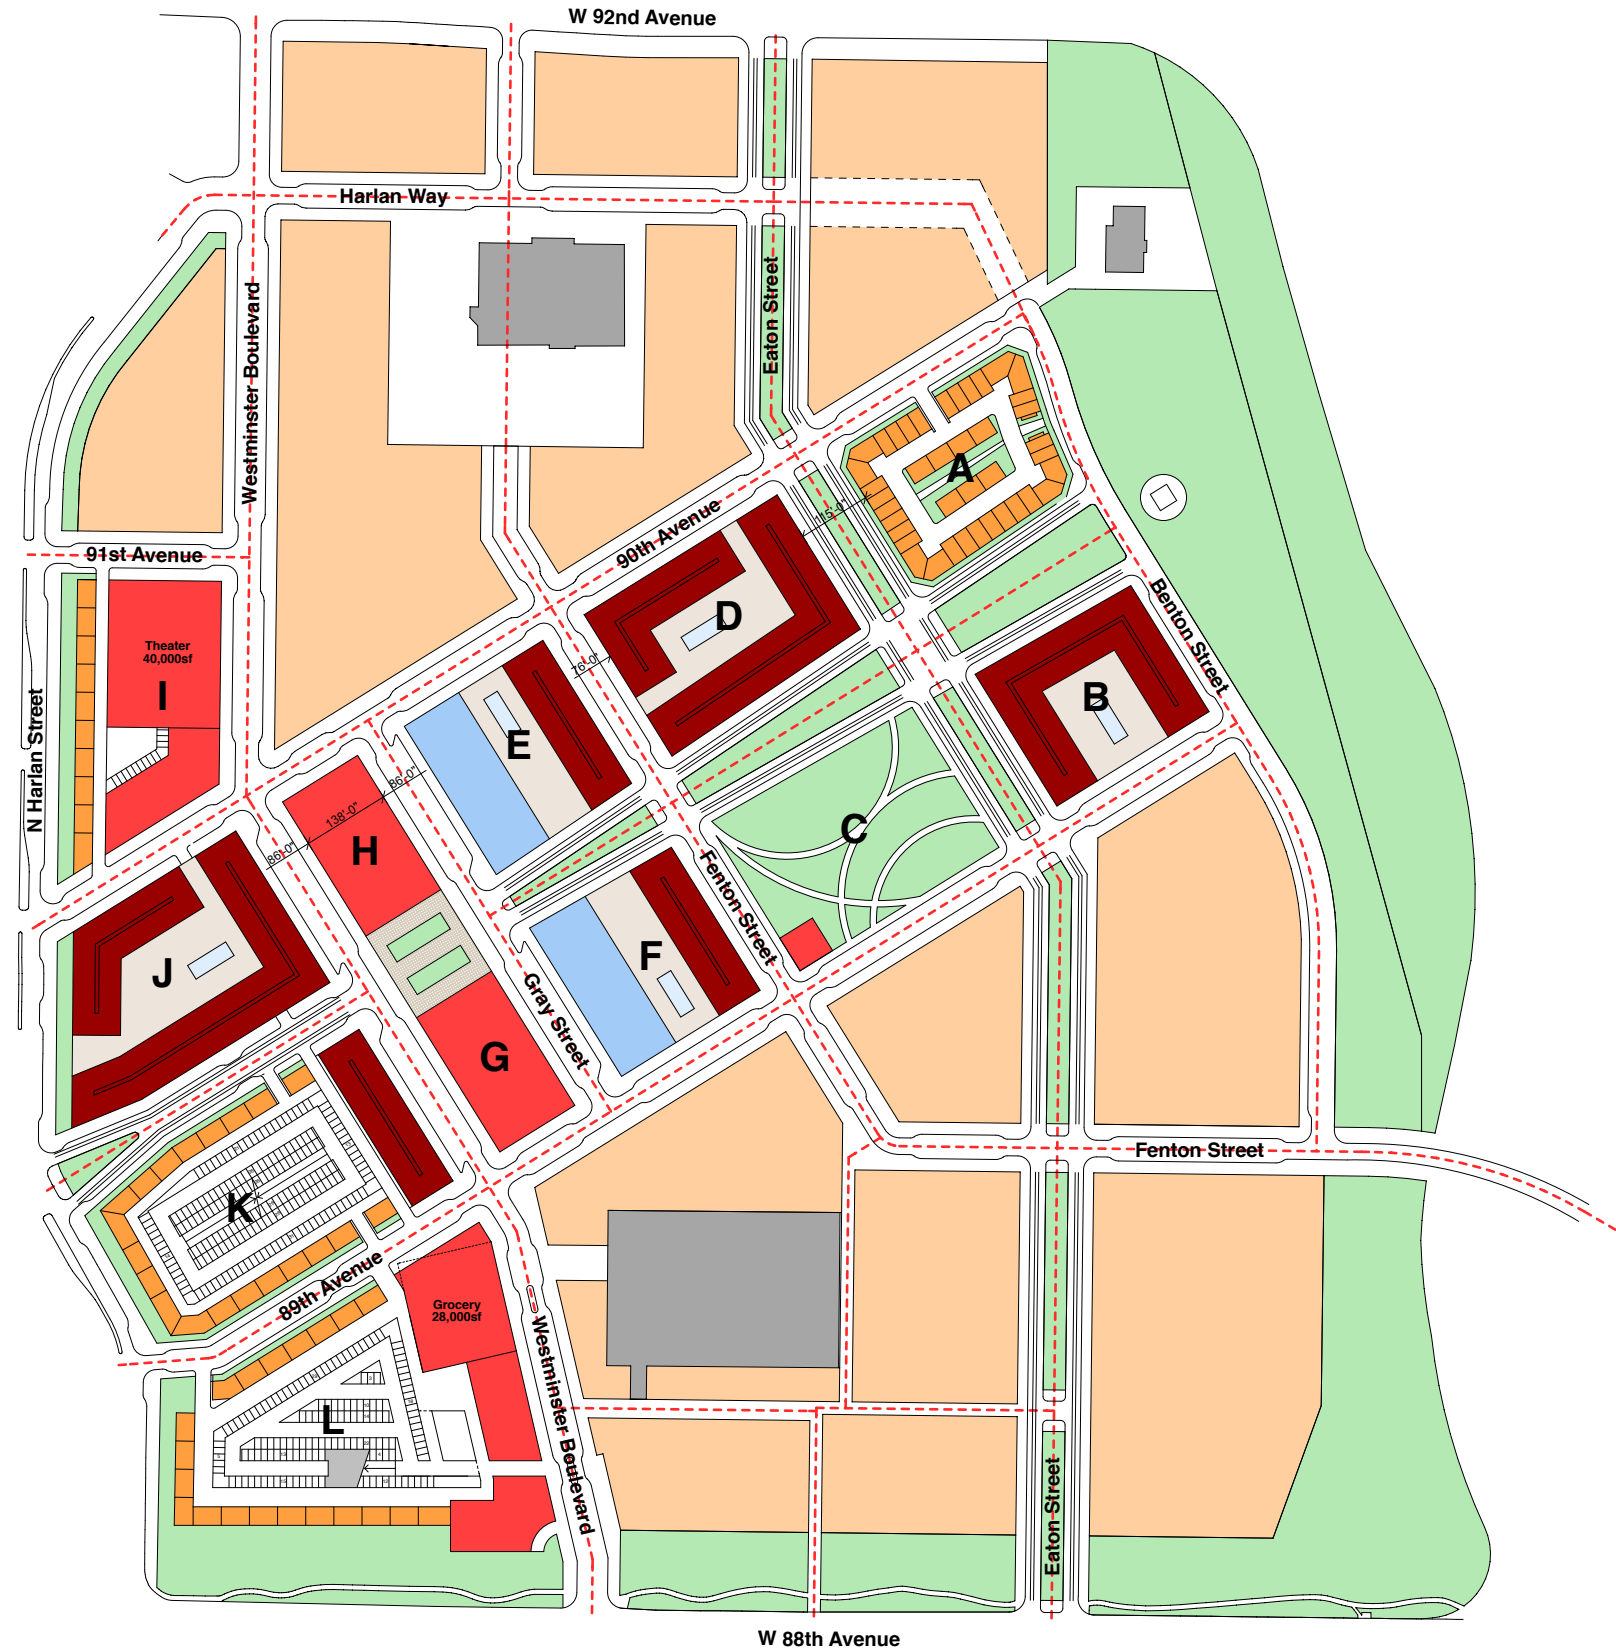 W 92nd Avenue
Harlan Way
Eaton Street
Westminster Boulevard
A
115'-0"
90th Avenue
91st Avenue
Benton Street
D
Theater
40,000sf
76'-0"
I
B
N Harlan Street
E
86'-0"
138'-0"
H
C
86'-0"
Fenton Street
F
J
Gray Street
G
Fenton Street
K
89th Avenue
Grocery
28,000sf
Westminster Boulevard
L
Eaton Street
W 88th Avenue